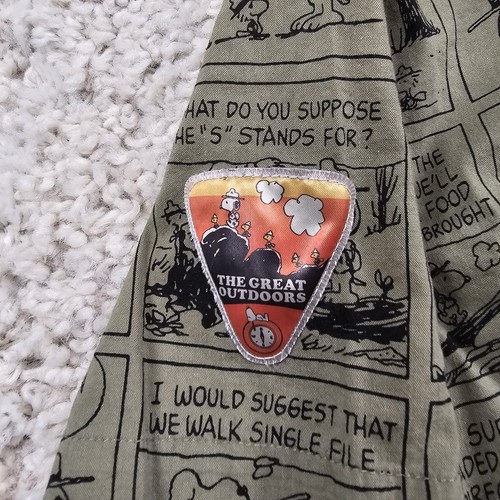 HAT DO YOU SUPPOSE
HE "S" STANDS FOR?
THE
WE'LL
FOOD
BROUGHT
THE GREAT
OUTDOORS
I WOULD SUGGEST THAT
WE WALK SINGLE FILE...